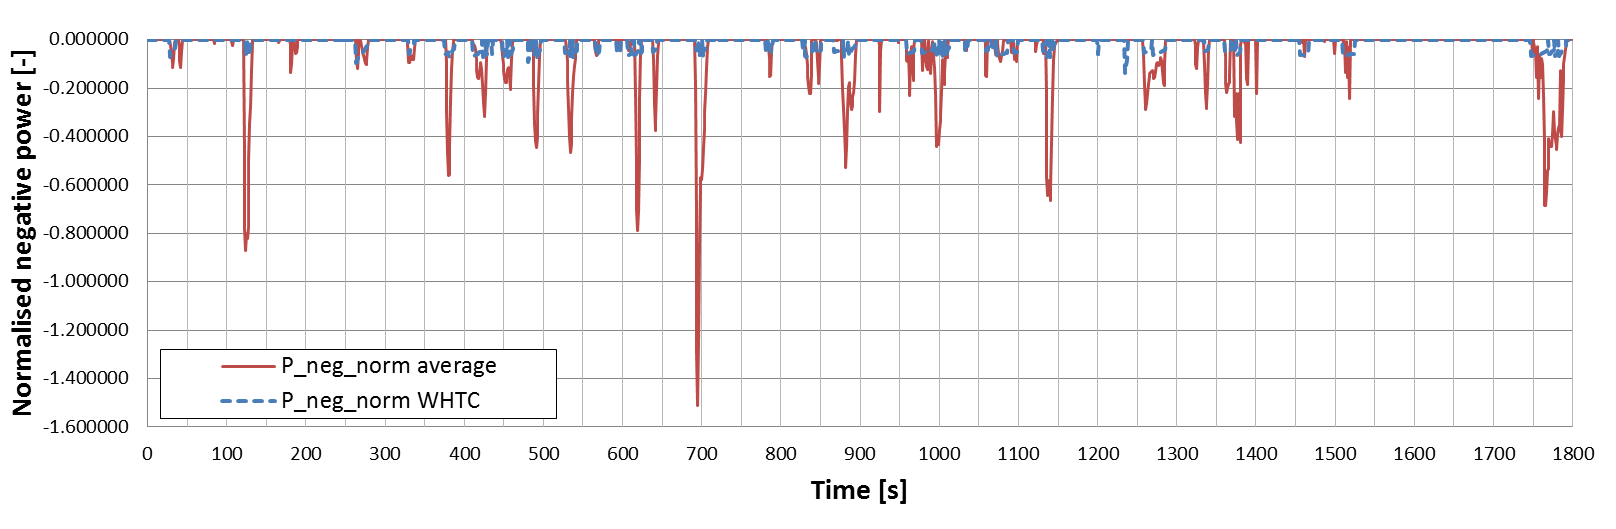 Normalised negative power [-]
0.000000
-0.200000
-0.400000
-0.600000
-0.800000
-1.000000
-1.200000
-1.400000
-1.600000
P_neg_norm average
P_neg_norm WHTC
0 100 200 300 400 500 600 700 800 900 1000 1100 1200 1300 1400 1500 1600 1700 1800
Time [s]